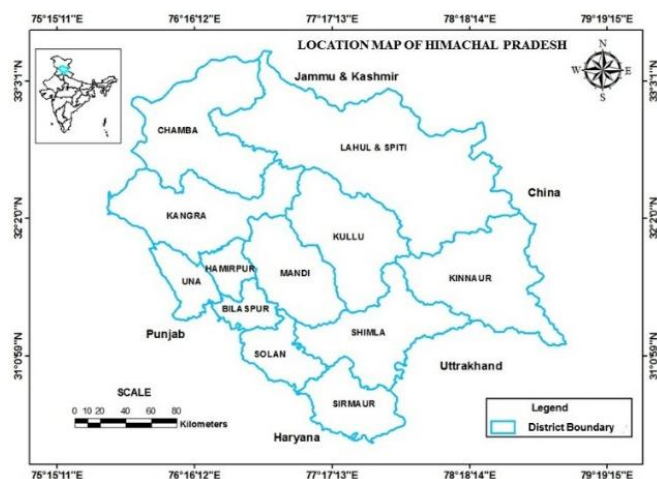 75°15'11"E 76°16'12"E 77°17'13"E 78°18'14"E 79°19'15"E
LOCATION MAP OF HIMACHAL PRADESH
N
W E
S
33°3'1"N
Jammu & Kashmir
CHAMBA
LAHUL & SPITI
China
32°2'0"N
32°2'0"N
KANGRA
KULLU
HAMIRPUR
MANDI
KINNAUR
UNA
BILASPUR
Punjab
SHIMLA
SOLAN
Uttrakhand
31°0'59"N
31°0'59"N
SCALE
0 10 20 40 60 80
Kilometers
SIRMAUR
Legend
District Boundary
Haryana
75°15'11"E 76°16'12"E 77°17'13"E 78°18'14"E 79°19'15"E